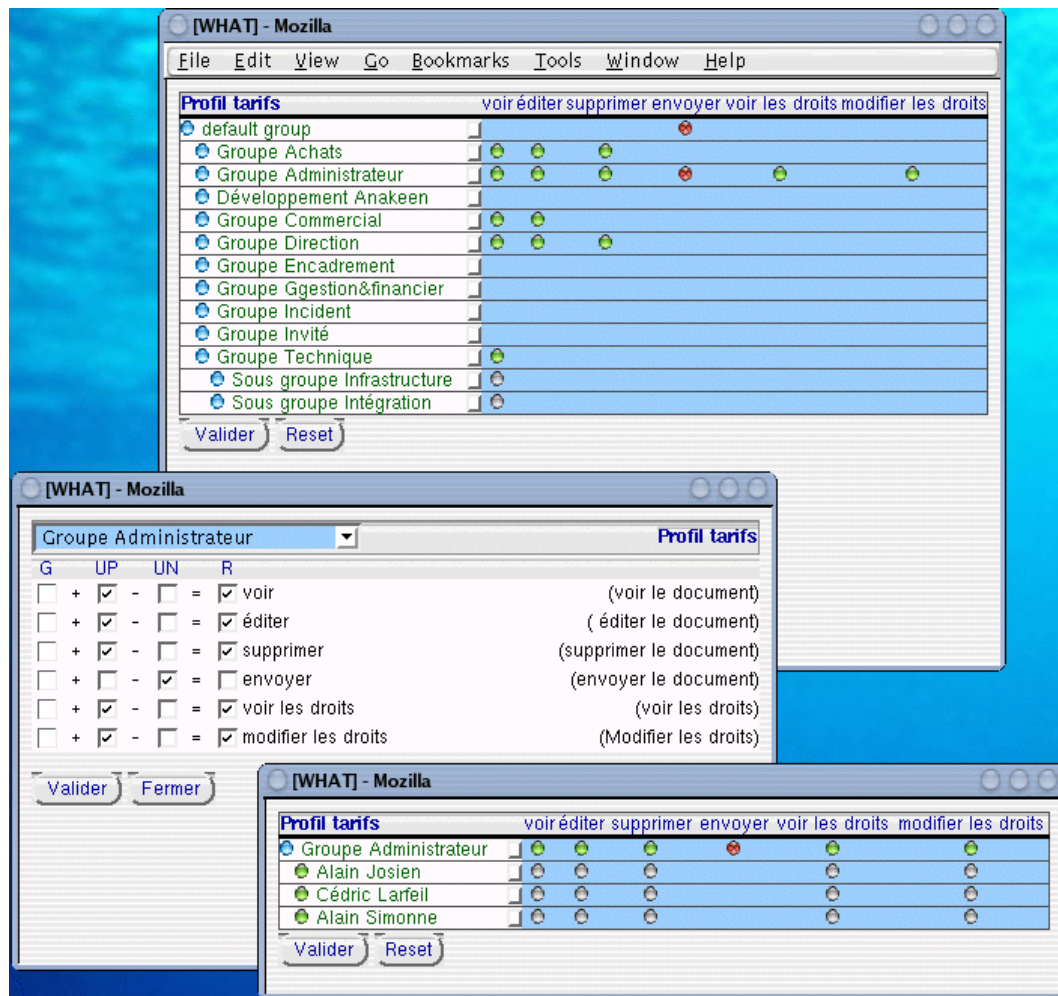 [WHAT] - Mozilla
File Edit View Go Bookmarks Tools Window Help
Profil tarifs voir éditer supprimer envoyer voir les droits modifier les droits
default group
Groupe Achats
Groupe Administrateur
Développement Anakeen
Groupe Commercial
Groupe Direction
Groupe Encadrement
Groupe Ggestion&financier
Groupe Incident
Groupe Invité
Groupe Technique
Sous groupe Infrastructure
Sous groupe Intégration
Valider Reset
[WHAT] - Mozilla
Groupe Administrateur Profil tarifs
G UP UN R
+ - = voir (voir le document)
+ - = éditer ( éditer le document)
+ - = supprimer (supprimer le document)
+ - = envoyer (envoyer le document)
+ - = voir les droits (voir les droits)
+ - = modifier les droits (Modifier les droits)
Valider Fermer
[WHAT] - Mozilla
Profil tarifs voir éditer supprimer envoyer voir les droits modifier les droits
Groupe Administrateur
Alain Josien
Cédric Larfeil
Alain Simonne
Valider Reset